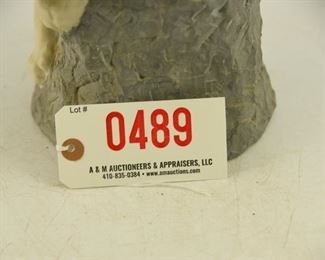 Lot #
0489
A & M AUCTIONEERS & APPRAISERS, LLC
410-835-0384 • www.amauctions.com